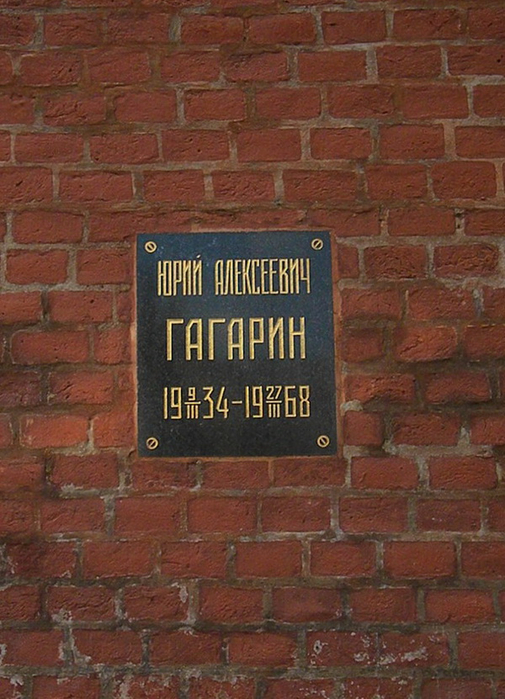 ЮРИЙ АЛЕКСЕЕВИЧ
ГАГАРИН
19 9/III 34–19 27/III 68